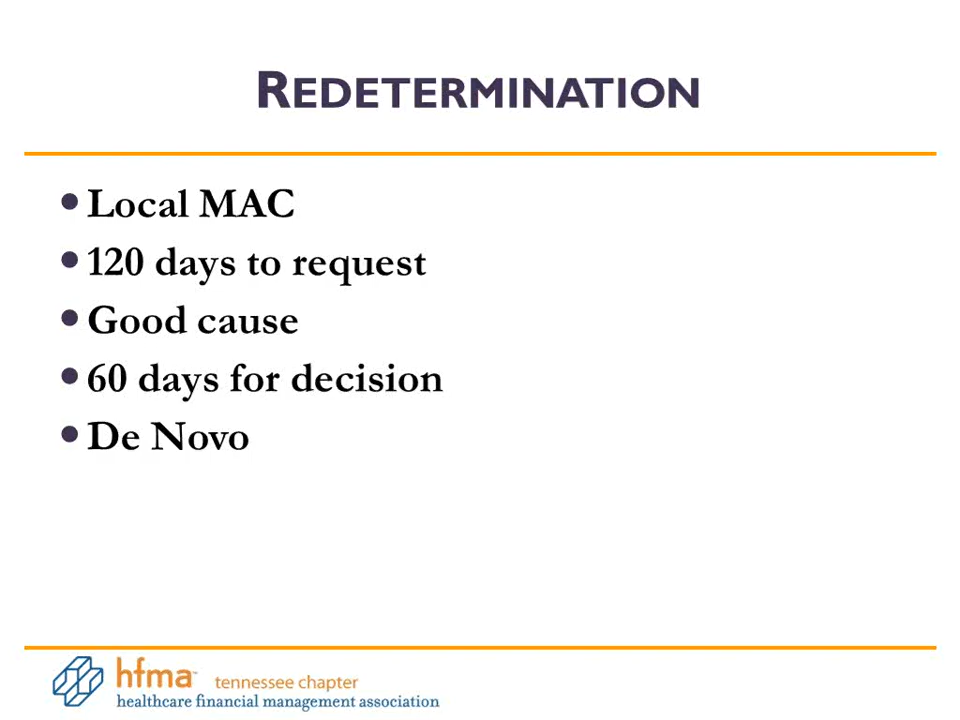 REDETERMINATION
Local MAC
120 days to request
Good cause
60 days for decision
De Novo
hfma™ tennessee chapter
healthcare financial management association